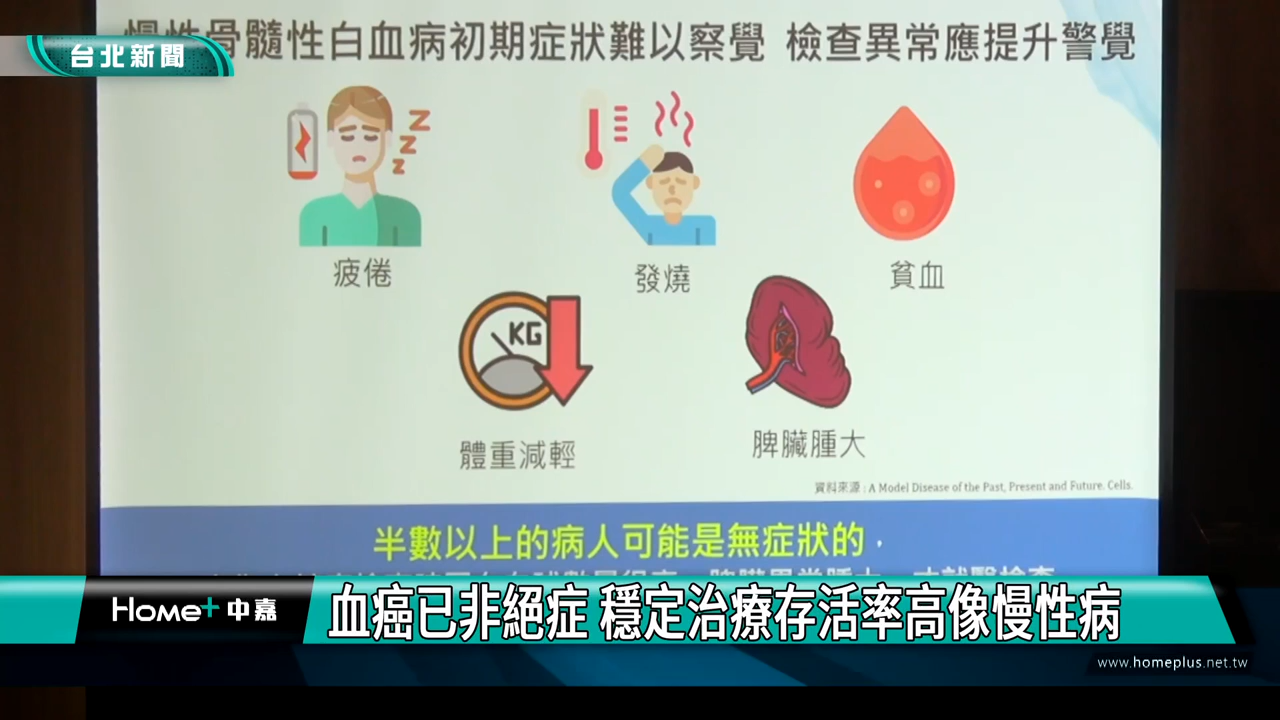 台北新聞
慢性骨髓性白血病初期症狀難以察覺 檢查異常應提升警覺
疲倦
發燒
貧血
KG
體重減輕
脾臟腫大
資料來源：A Model Disease of the Past, Present and Future. Cells.
半數以上的病人可能是無症狀的，
Home+中嘉
血癌已非絕症 穩定治療存活率高像慢性病
www.homeplus.net.tw